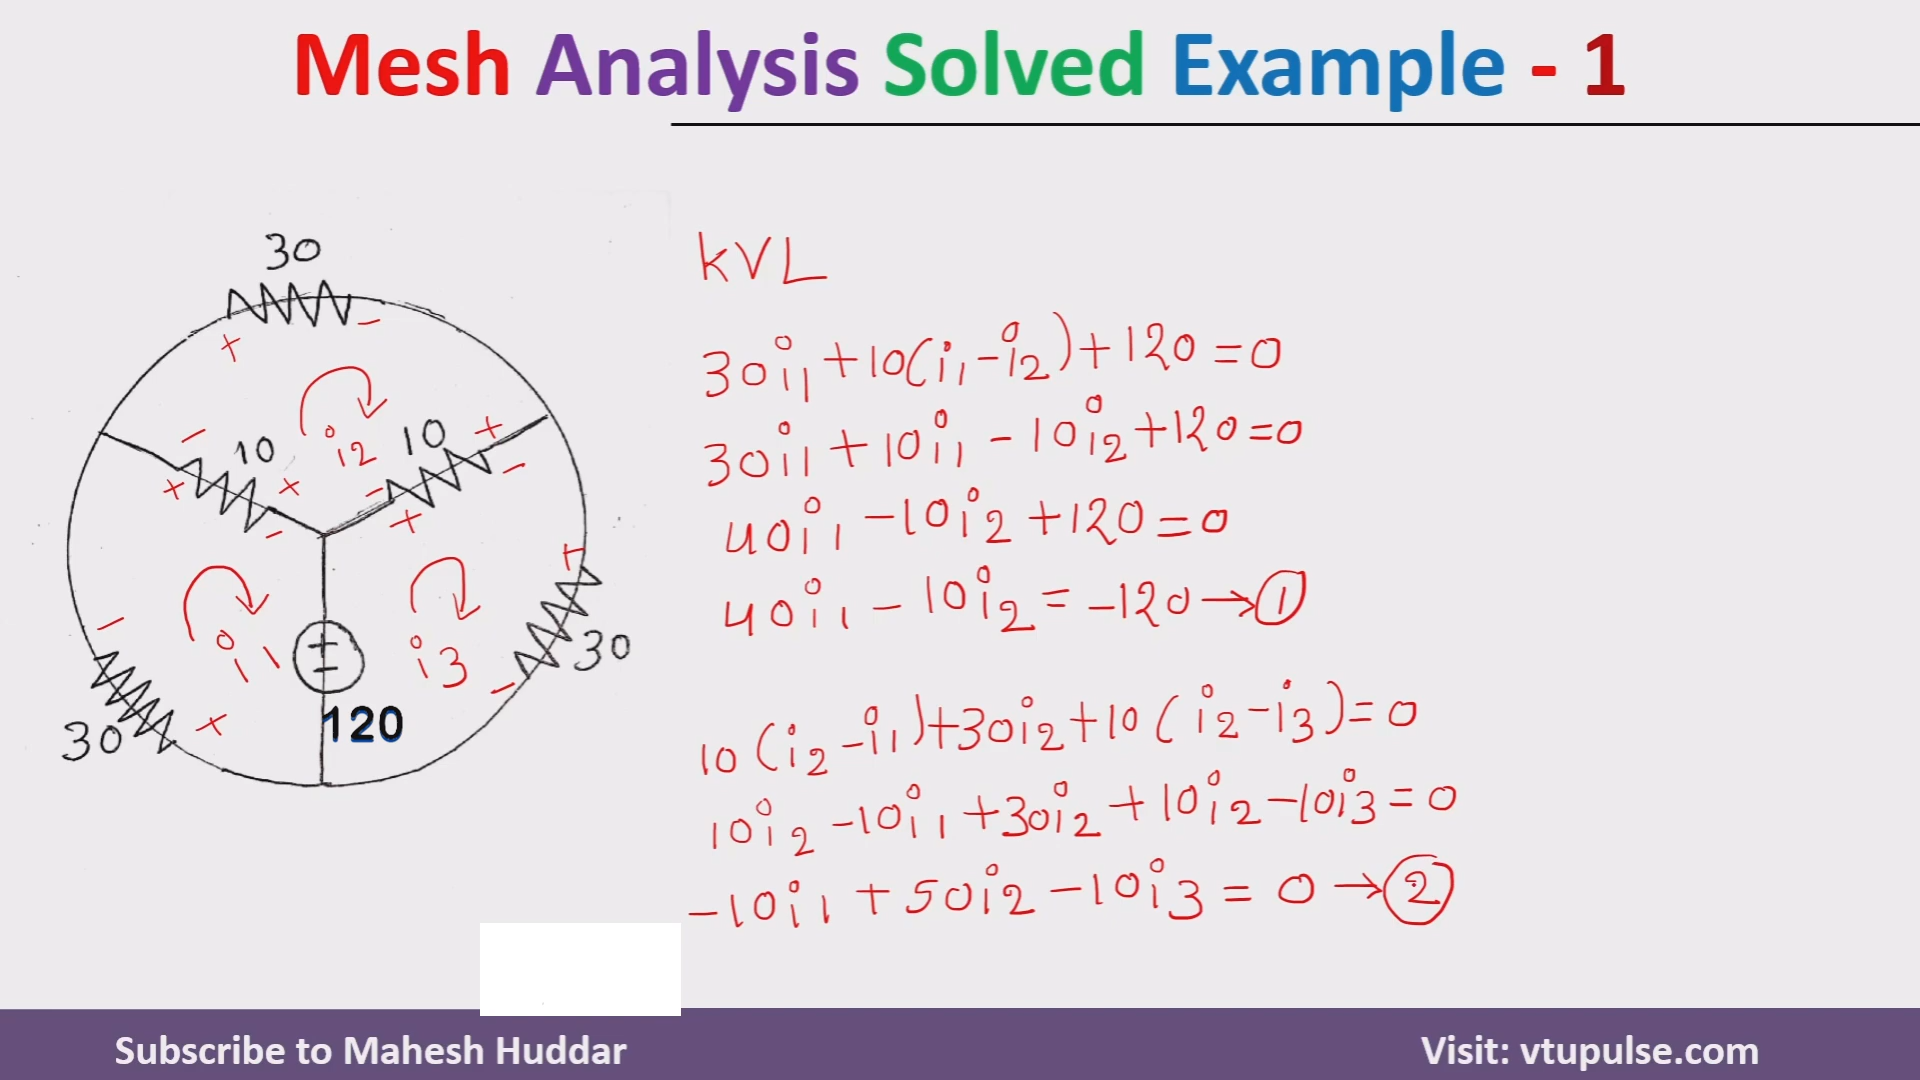 Mesh Analysis Solved Example - 1
30
10
10
i2
i1
i3
+
-
30
120
30
+ -
- + + -
+ - - +
- +
+ -
KVL
30i1 + 10(i1 - i2) + 120 = 0
30i1 + 10i1 - 10i2 + 120 = 0
40i1 - 10i2 + 120 = 0
40i1 - 10i2 = -120 → 1
10(i2 - i1) + 30i2 + 10(i2 - i3) = 0
10i2 - 10i1 + 30i2 + 10i2 - 10i3 = 0
-10i1 + 50i2 - 10i3 = 0 → 2
Subscribe to Mahesh Huddar
Visit: vtupulse.com